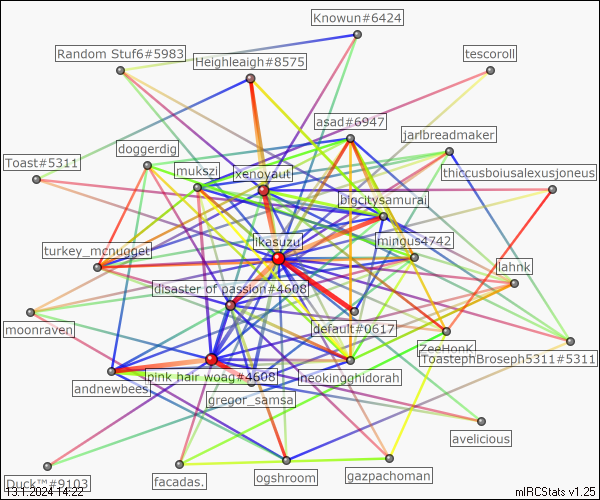 Knowun#6424
Random Stuf6#5983
Heighleaigh#8575
tescoroll
asad#6947
jarlbreadmaker
doggerdig
Toast#5311
mukszi
xenoyaut
thiccusboiusalexusjoneus
bigcitysamurai
likasuzu
turkey_mcnugget
mingus4742
lahnk
disaster of passion#4608
moonraven
default#0617
ZeeHonk
ToastephBroseph5311#5311
andnewbees
pink hair woag#4608
neokingghidorah
gregor_samsa
avelicious
Duck™#9103
facadas.
ogshroom
gazpachoman
13.1.2024 14:22
mIRCStats v1.25